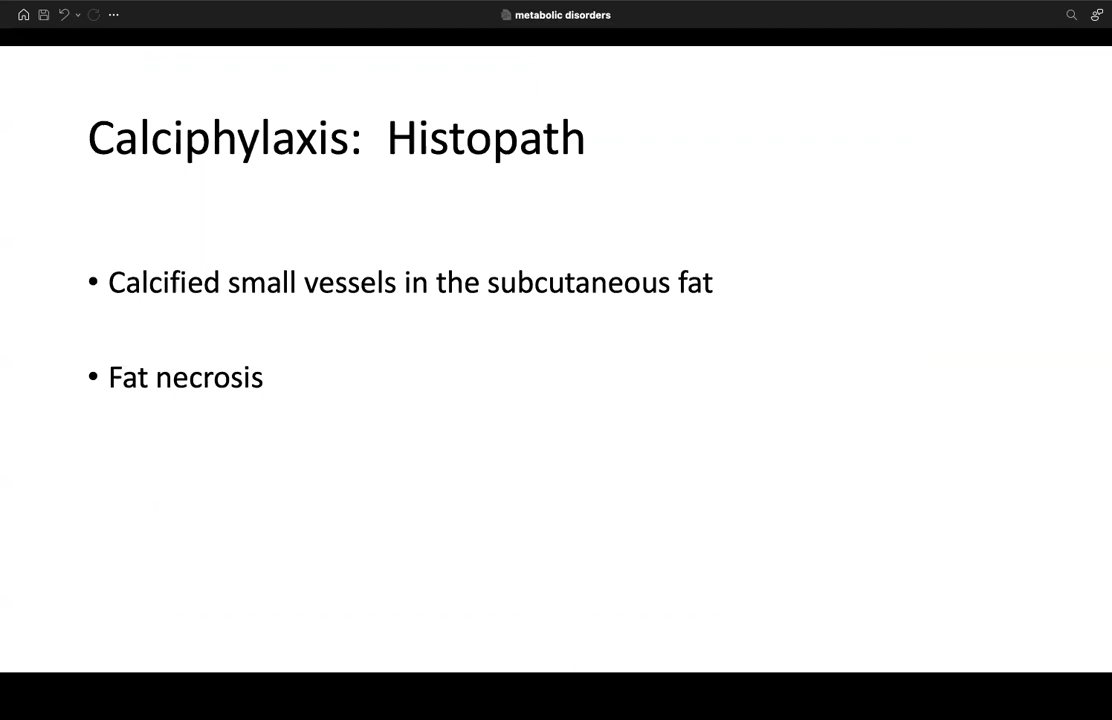 metabolic disorders
Calciphylaxis: Histopath
• Calcified small vessels in the subcutaneous fat
• Fat necrosis